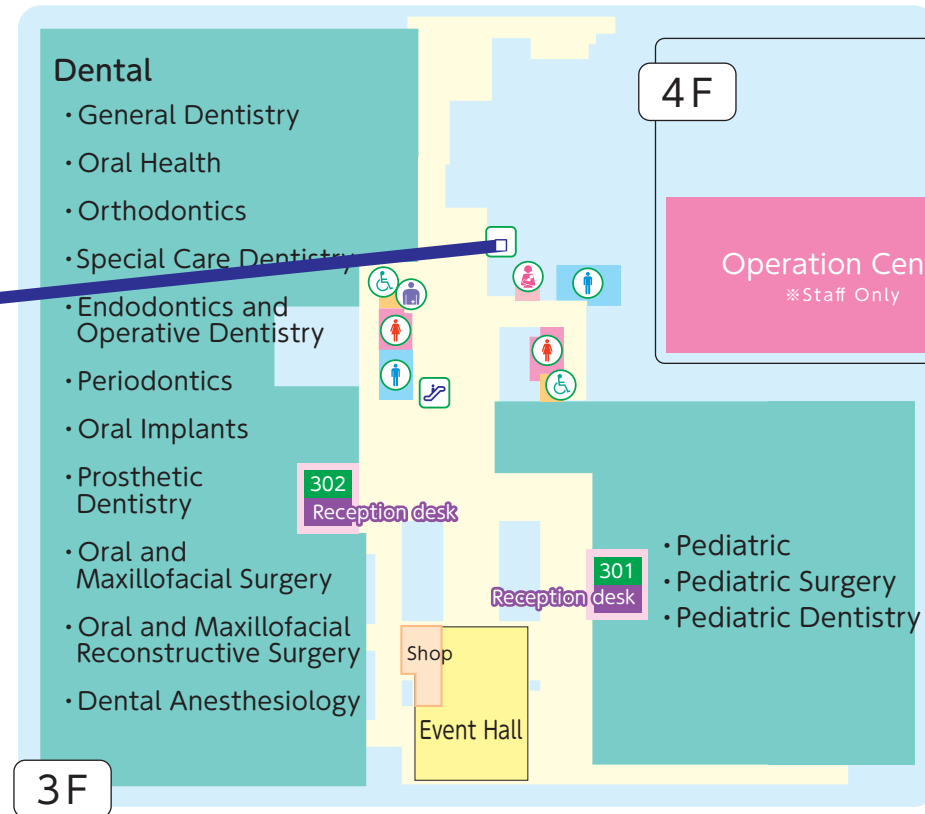 Dental
・General Dentistry
・Oral Health
・Orthodontics
・Special Care Dentistry
・Endodontics and
Operative Dentistry
・Periodontics
・Oral Implants
・Prosthetic
Dentistry
・Oral and
Maxillofacial Surgery
・Oral and Maxillofacial
Reconstructive Surgery
・Dental Anesthesiology
302
Reception desk
Shop
Event Hall
301
Reception desk
・Pediatric
・Pediatric Surgery
・Pediatric Dentistry
3F
4F
Operation Cen
※Staff Only